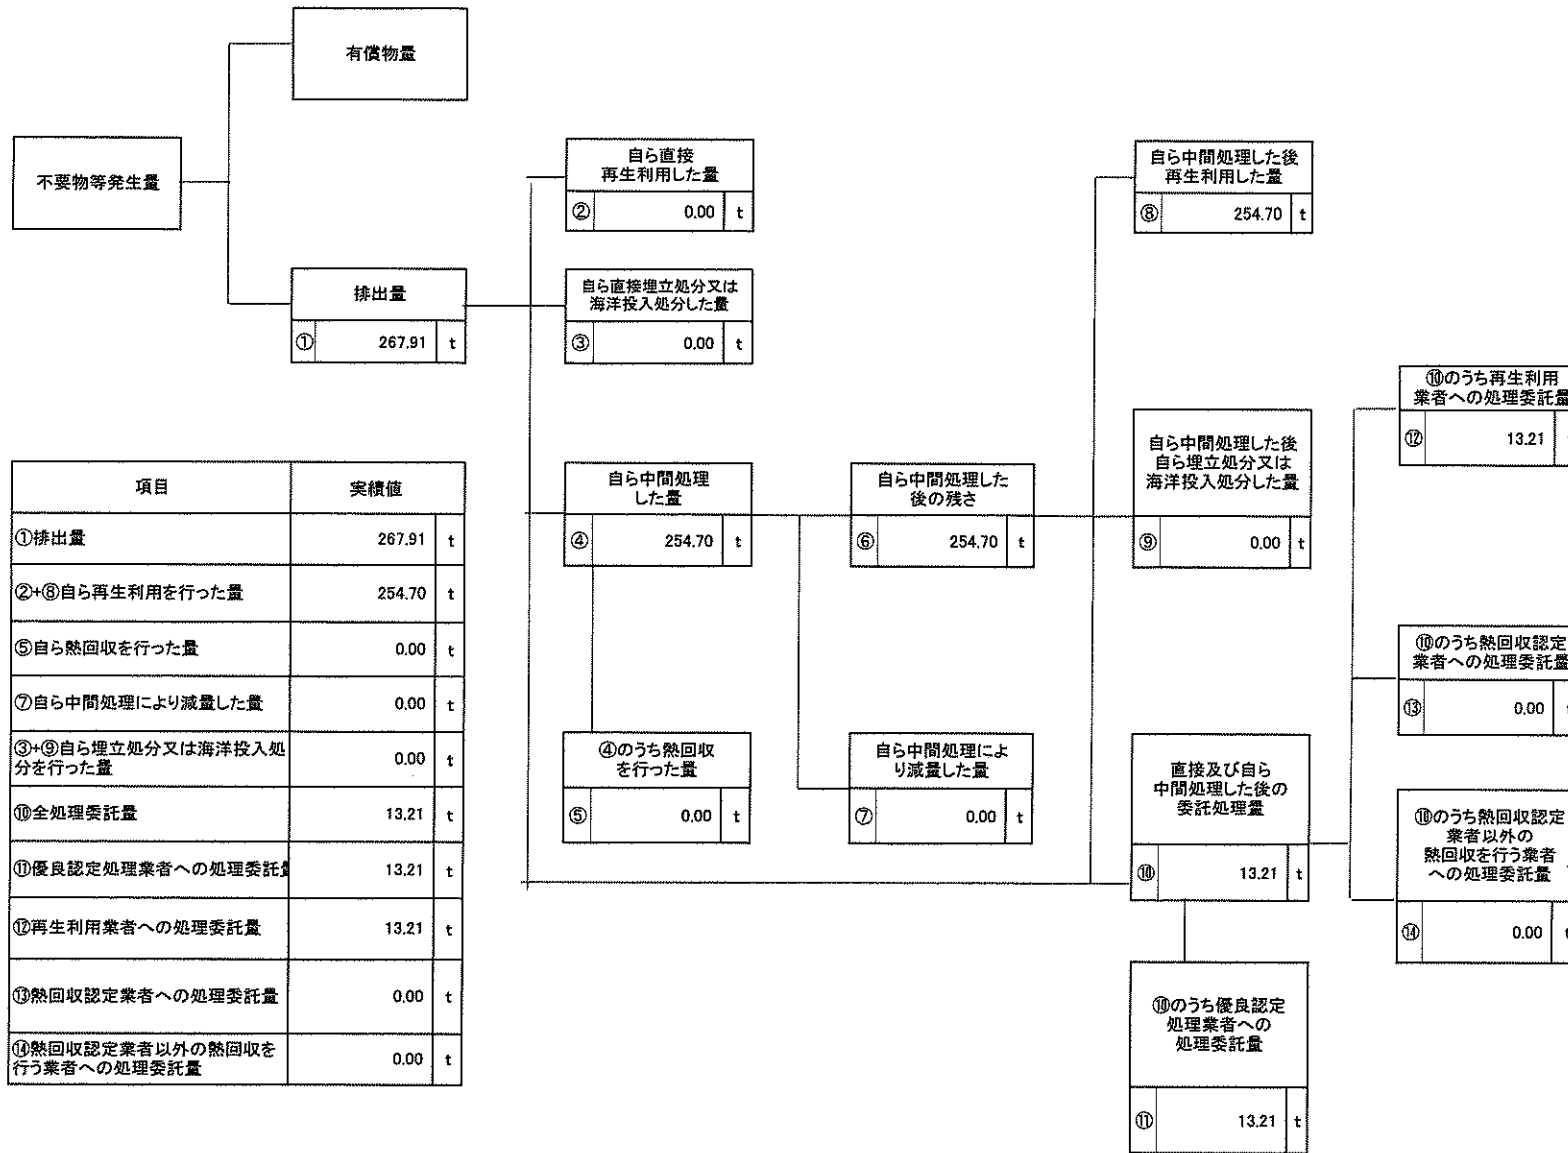 有償物量
不要物等発生量
排出量
① 267.91 t
自ら直接
再生利用した量
② 0.00 t
自ら直接埋立処分又は
海洋投入処分した量
③ 0.00 t
自ら中間処理
した量
④ 254.70 t
④のうち熱回収
を行った量
⑤ 0.00 t
自ら中間処理した
後の残さ
⑥ 254.70 t
自ら中間処理によ
り減量した量
⑦ 0.00 t
自ら中間処理した後
再生利用した量
⑧ 254.70 t
自ら中間処理した後
自ら埋立処分又は
海洋投入処分した量
⑨ 0.00 t
直接及び自ら
中間処理した後の
委託処理量
⑩ 13.21 t
⑩のうち優良認定
処理業者への
処理委託量
⑪ 13.21 t
⑩のうち再生利用
業者への処理委託量
⑫ 13.21
⑩のうち熱回収認定
業者への処理委託量
⑬ 0.00 t
⑩のうち熱回収認定
業者以外の
熱回収を行う業者
への処理委託量
⑭ 0.00 t
項目 実績値
①排出量 267.91 t
②+⑧自ら再生利用を行った量 254.70 t
⑤自ら熱回収を行った量 0.00 t
⑦自ら中間処理により減量した量 0.00 t
③+⑨自ら埋立処分又は海洋投入処
分を行った量 0.00 t
⑩全処理委託量 13.21 t
⑪優良認定処理業者への処理委託量 13.21 t
⑫再生利用業者への処理委託量 13.21 t
⑬熱回収認定業者への処理委託量 0.00 t
⑭熱回収認定業者以外の熱回収を
行う業者への処理委託量 0.00 t